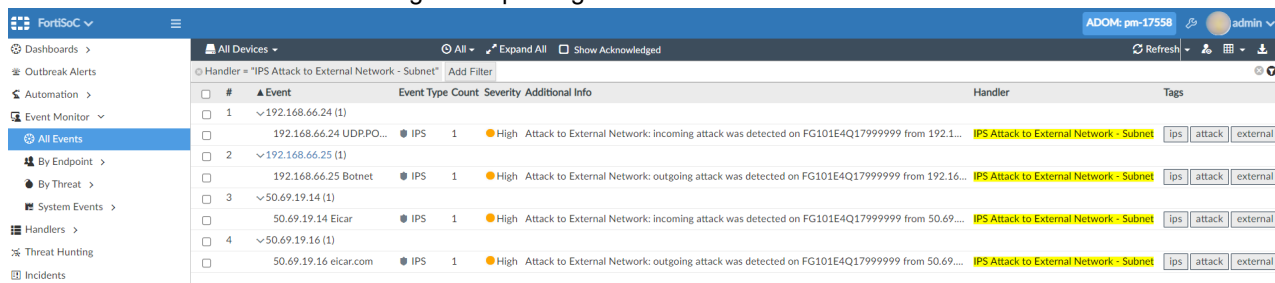 FortiSoC
ADOM: pm-17558
admin
Dashboards
Outbreak Alerts
Automation
Event Monitor
All Events
By Endpoint
By Threat
System Events
Handlers
Threat Hunting
Incidents
All Devices All Expand All Show Acknowledged Refresh
Handler = "IPS Attack to External Network - Subnet" Add Filter
# Event Event Type Count Severity Additional Info Handler Tags
1 192.168.66.24 (1)
192.168.66.24 UDP.PO... IPS 1 High Attack to External Network: incoming attack was detected on FG101E4Q17999999 from 192.1... IPS Attack to External Network - Subnet ips attack external
2 192.168.66.25 (1)
192.168.66.25 Botnet IPS 1 High Attack to External Network: outgoing attack was detected on FG101E4Q17999999 from 192.16... IPS Attack to External Network - Subnet ips attack external
3 50.69.19.14 (1)
50.69.19.14 Eicar IPS 1 High Attack to External Network: incoming attack was detected on FG101E4Q17999999 from 50.69.... IPS Attack to External Network - Subnet ips attack external
4 50.69.19.16 (1)
50.69.19.16 eicar.com IPS 1 High Attack to External Network: outgoing attack was detected on FG101E4Q17999999 from 50.69.... IPS Attack to External Network - Subnet ips attack external